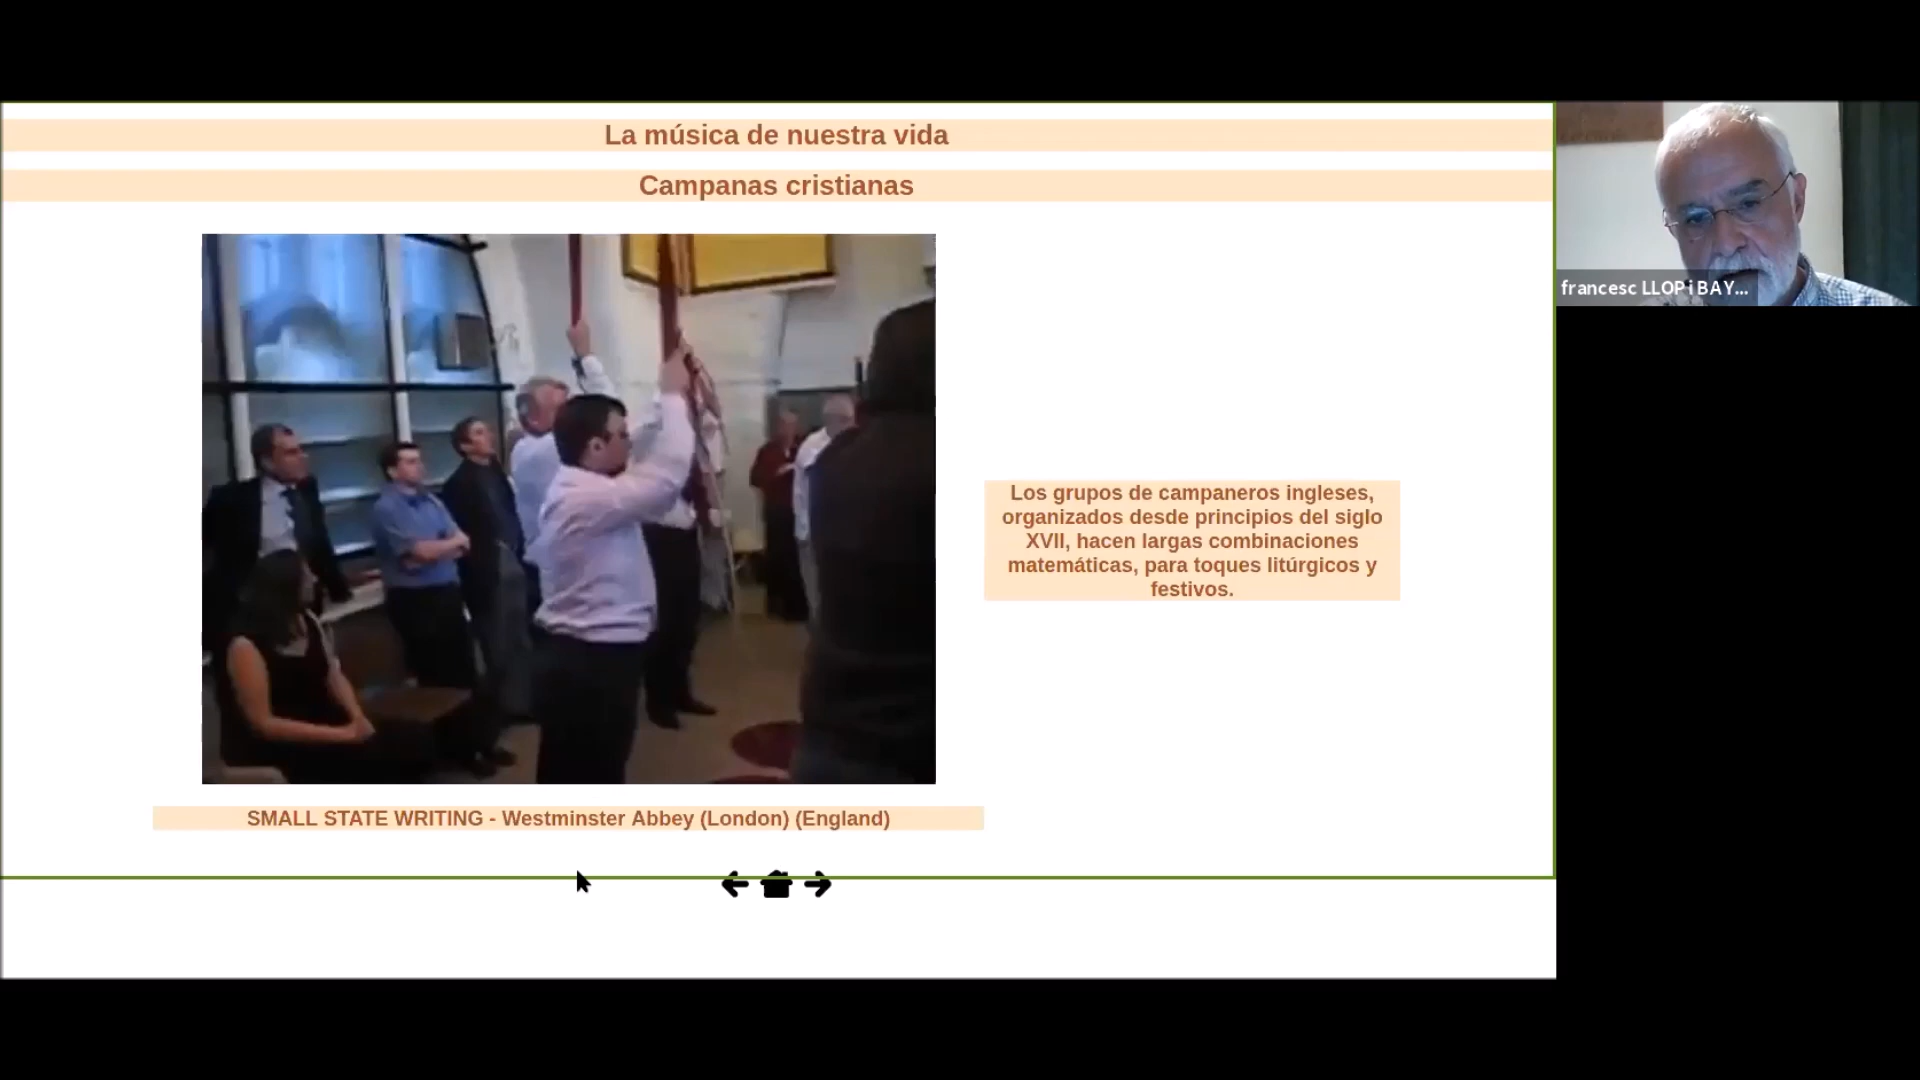 La música de nuestra vida
Campanas cristianas
Los grupos de campaneros ingleses,
organizados desde principios del siglo
XVII, hacen largas combinaciones
matemáticas, para toques litúrgicos y
festivos.
SMALL STATE WRITING - Westminster Abbey (London) (England)
francesc LLOP i BAY...